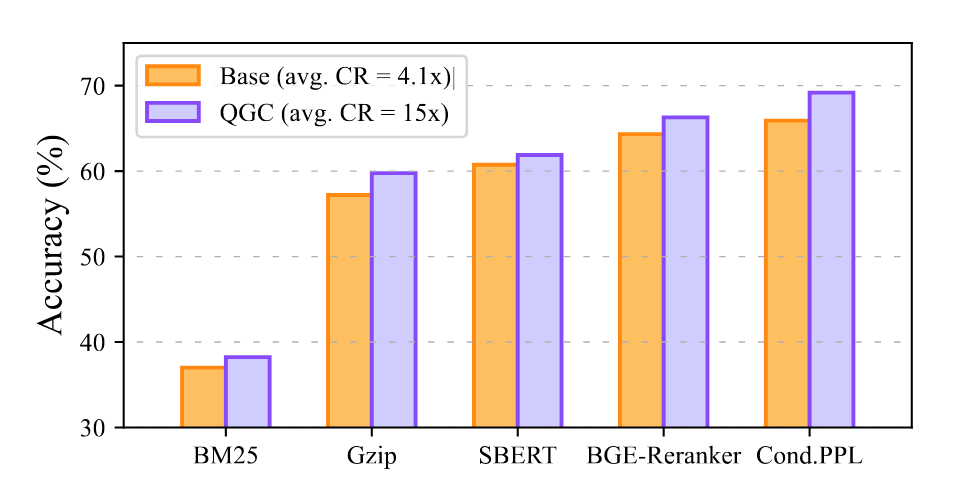 Base (avg. CR = 4.1x)|
QGC (avg. CR = 15x)
Accuracy (%)
70
60
50
40
30
BM25 Gzip SBERT BGE-Reranker Cond.PPL